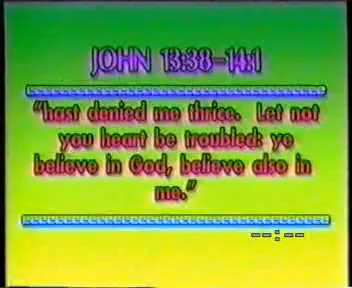 JOHN 13:38-14:1
"hast denied me thrice. Let not
you heart be troubled: ye
believe in God, believe also in
me."
--:--